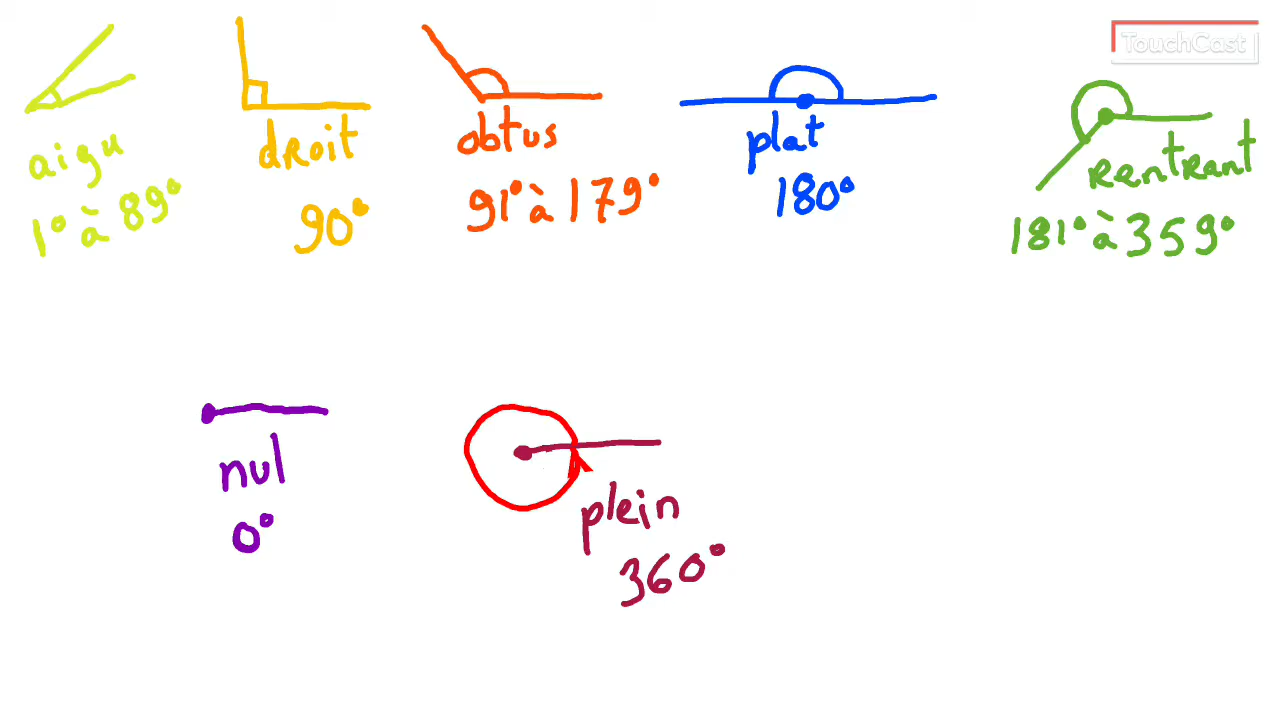 TouchCast
aigu
1° à 89°
droit
90°
obtus
91° à 179°
plat
180°
rentrant
181° à 359°
nul
0°
plein
360°